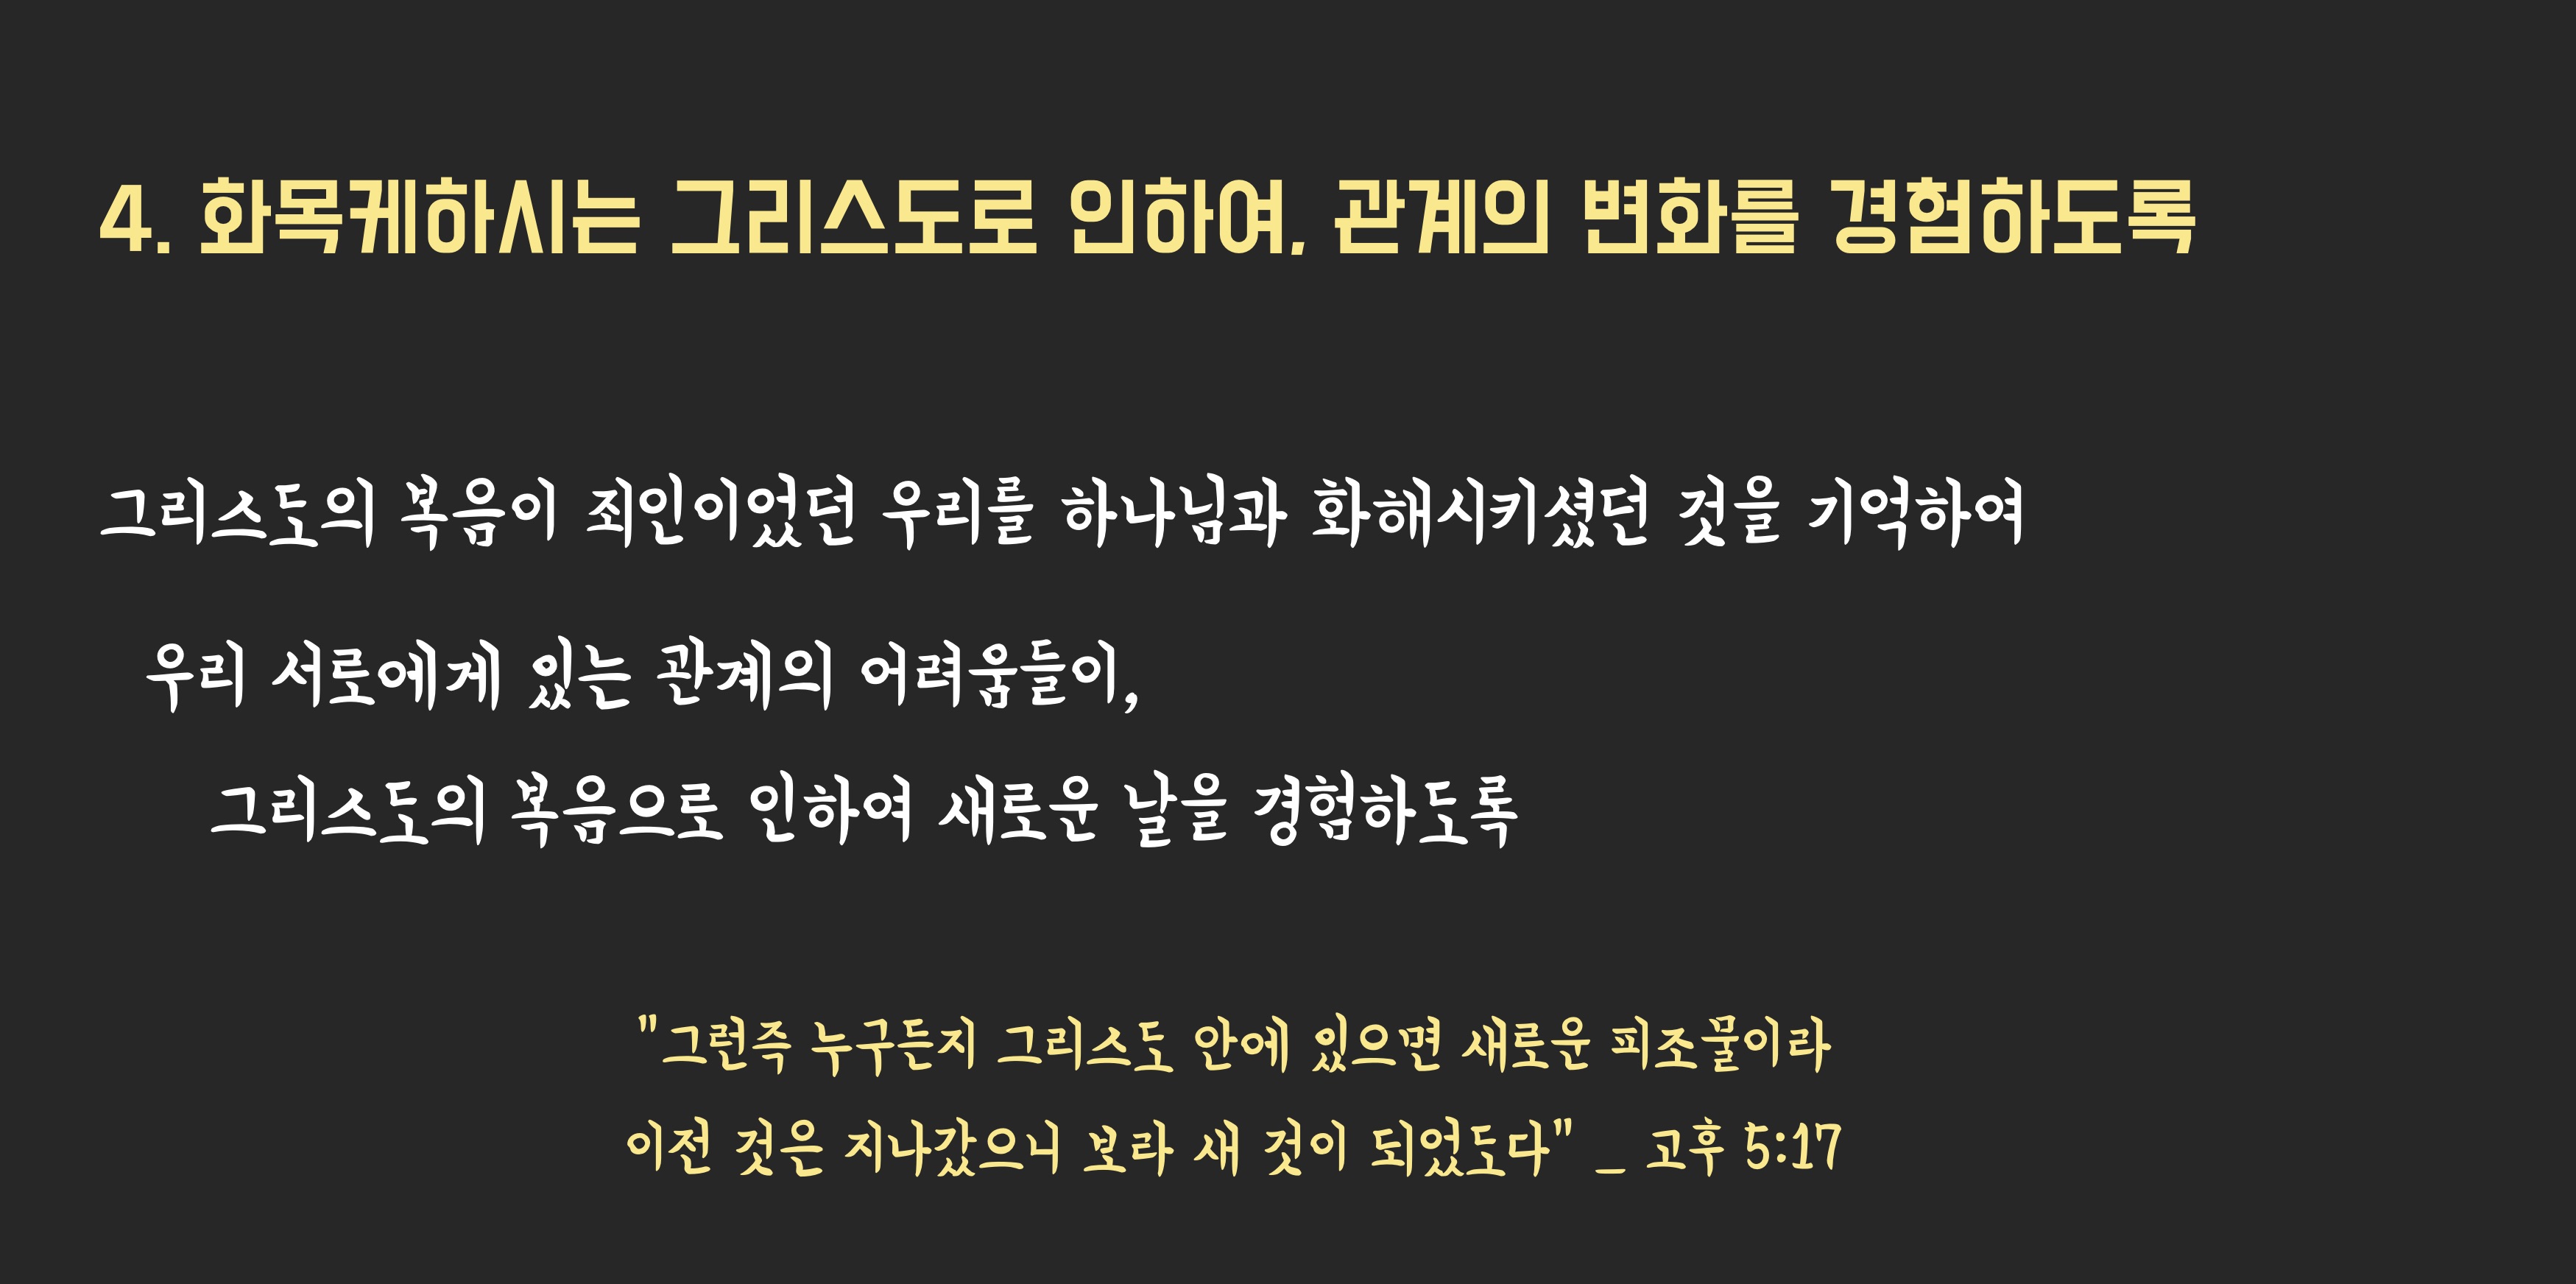 4. 화목케하시는 그리스도로 인하여, 관계의 변화를 경험하도록
그리스도의 복음이 죄인이었던 우리를 하나님과 화해시키셨던 것을 기억하여
우리 서로에게 있는 관계의 어려움들이,
그리스도의 복음으로 인하여 새로운 날을 경험하도록
"그런즉 누구든지 그리스도 안에 있으면 새로운 피조물이라
이전 것은 지나갔으니 보라 새 것이 되었도다" _ 고후 5:17